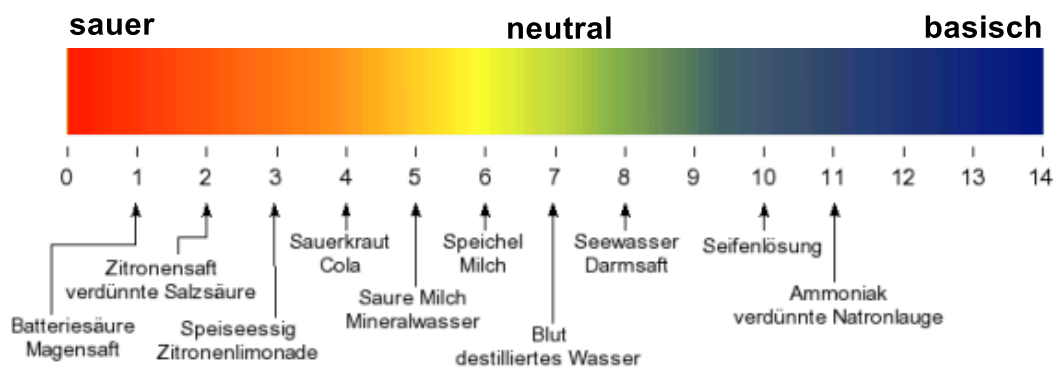 sauer neutral basisch
0 1 2 3 4 5 6 7 8 9 10 11 12 13 14
Batteriesäure
Magensaft
Zitronensaft
verdünnte Salzsäure
Speiseessig
Zitronenlimonade
Sauerkraut
Cola
Saure Milch
Mineralwasser
Speichel
Milch
Blut
destilliertes Wasser
Seewasser
Darmsaft
Seifenlösung
Ammoniak
verdünnte Natronlauge